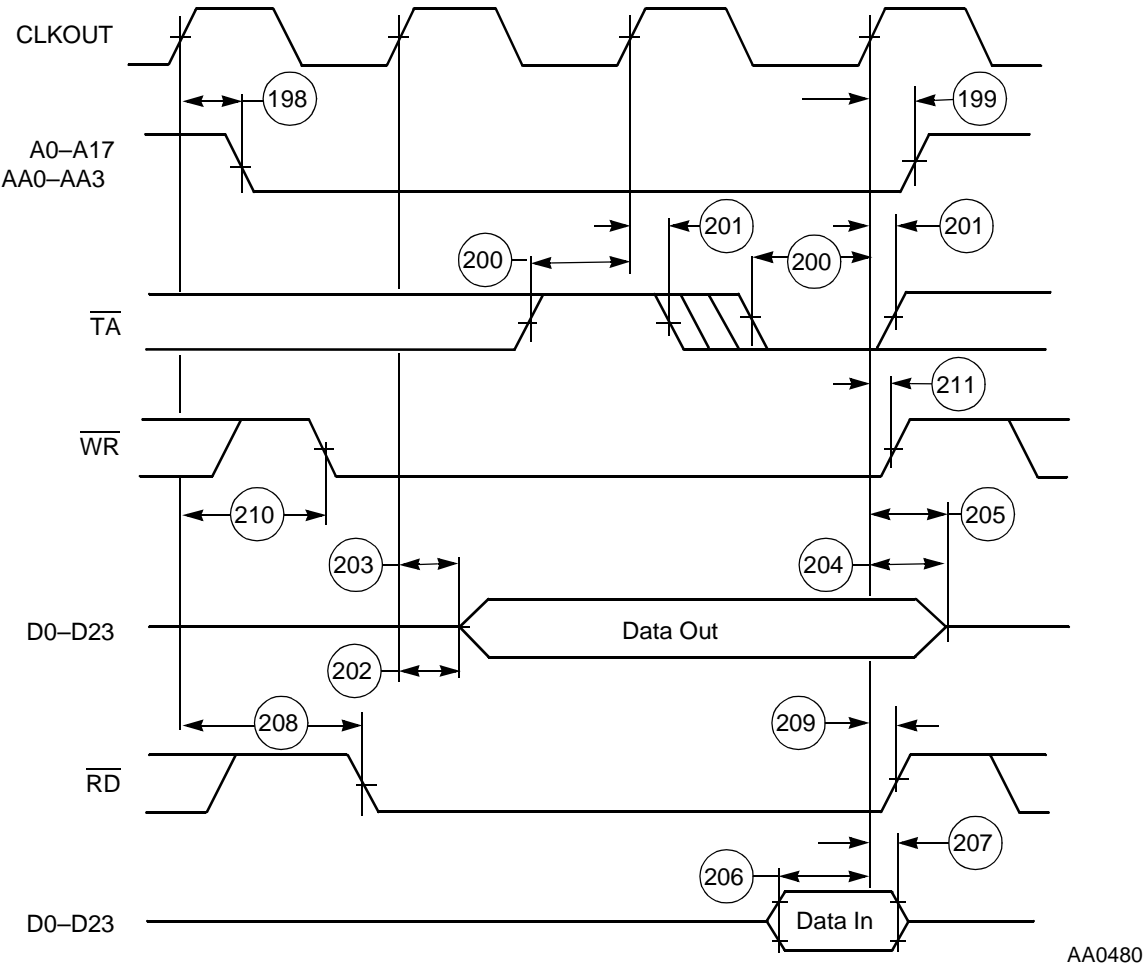 CLKOUT
198
199
A0–A17
AA0–AA3
201
201
200
200
TA
211
WR
210
205
203
204
D0–D23
Data Out
202
208
209
RD
207
206
D0–D23
Data In
AA0480